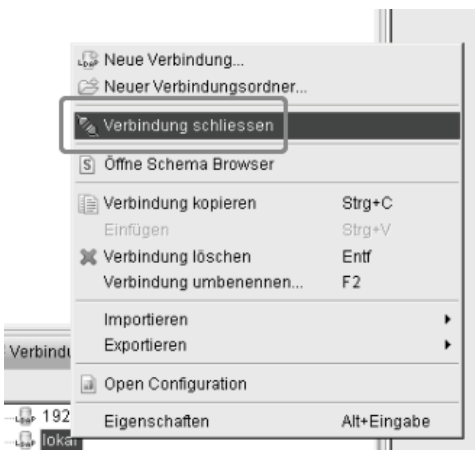 Neue Verbindung...
Neuer Verbindungsordner...
Verbindung schliessen
Öffne Schema Browser
Verbindung kopieren Strg+C
Einfügen Strg+V
Verbindung löschen Entf
Verbindung umbenennen... F2
Importieren
Exportieren
Verbindu
Open Configuration
192
Eigenschaften Alt+Eingabe
lokal